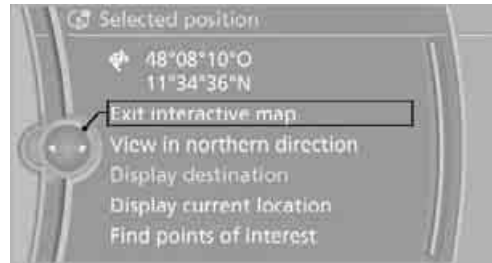 Selected position
48°08'10"O
11°34'36"N
Exit interactive map
View in northern direction
Display destination
Display current location
Find points of interest